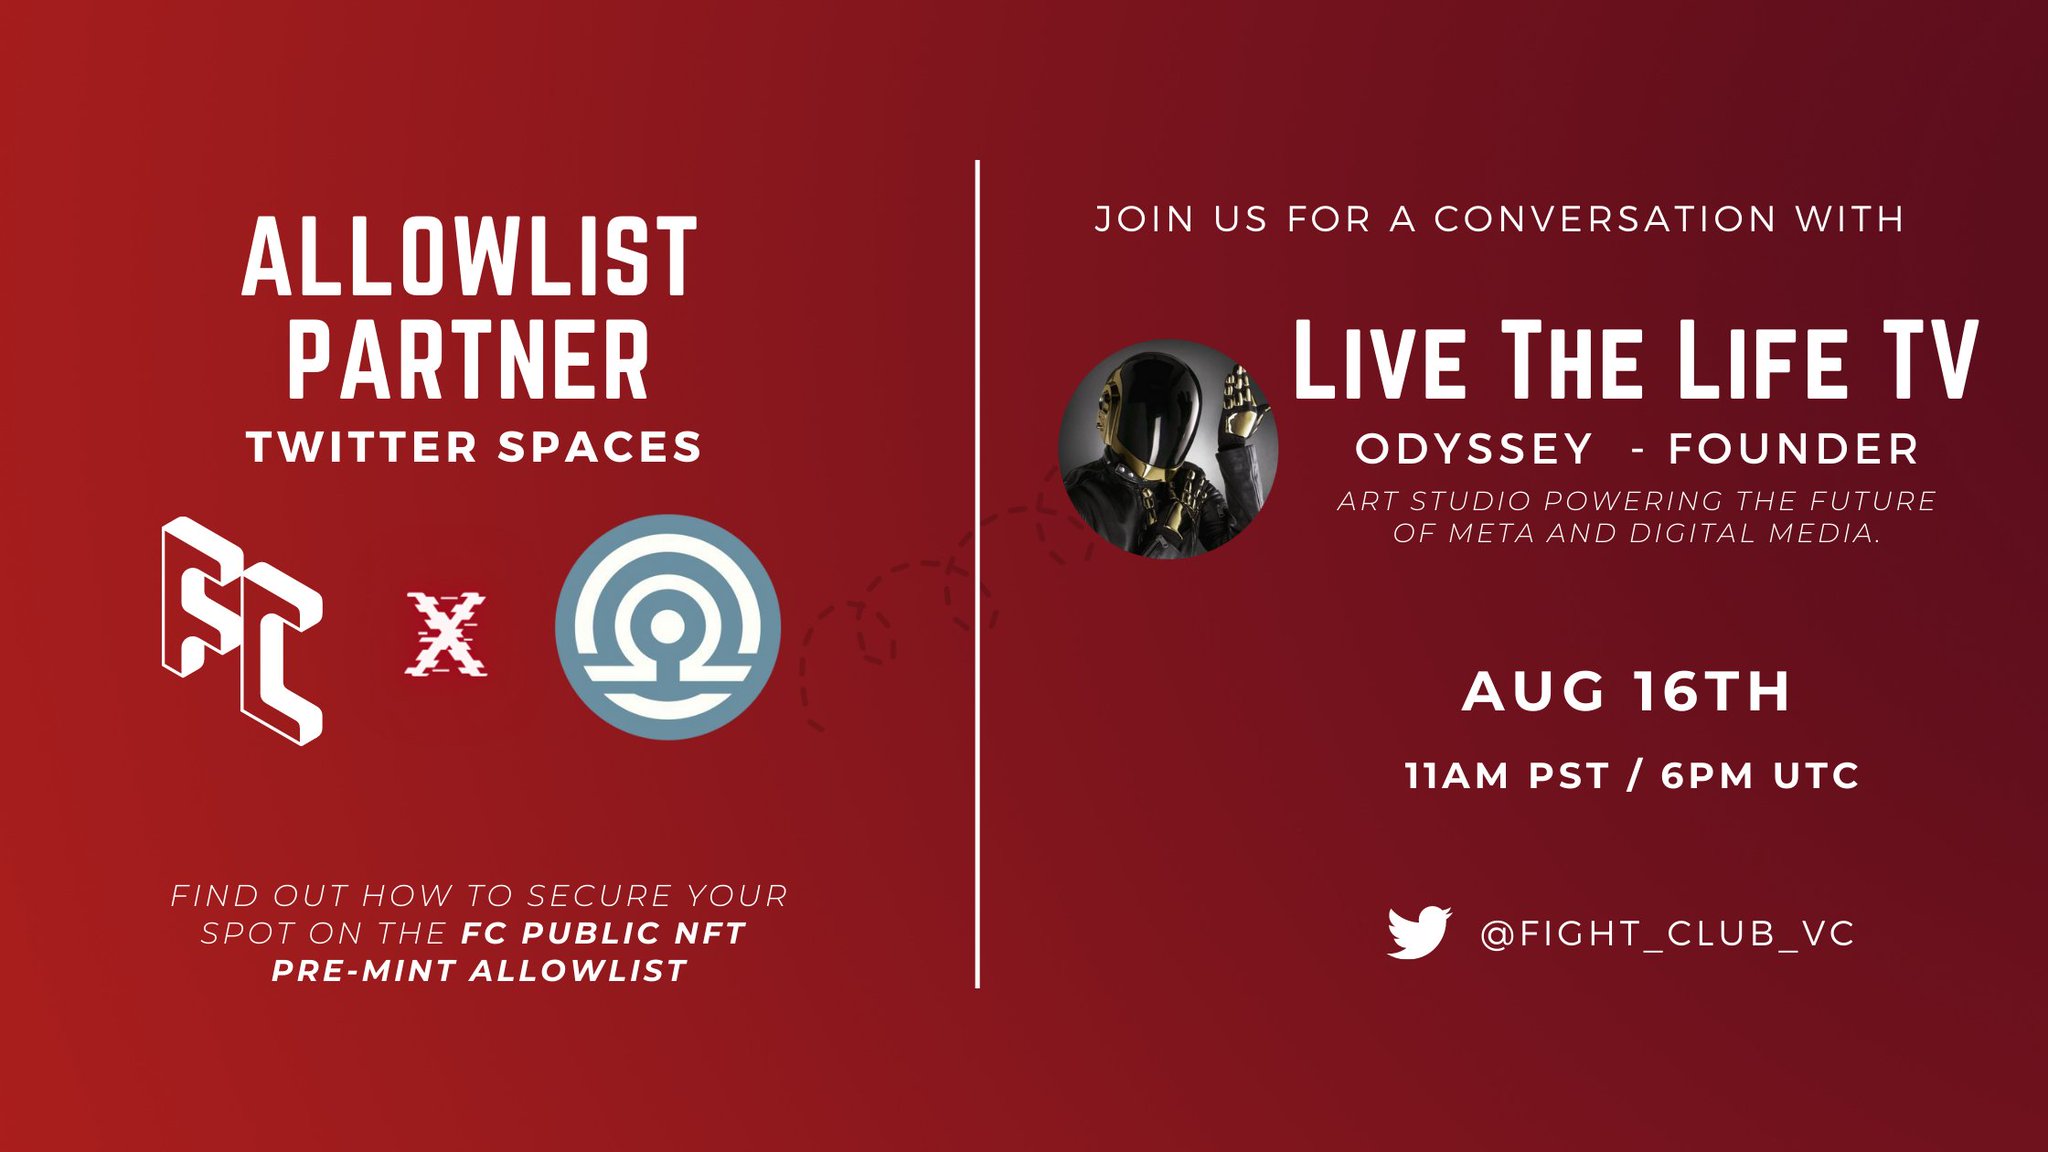 ALLOWLIST
PARTNER
TWITTER SPACES
FC
X
FIND OUT HOW TO SECURE YOUR
SPOT ON THE FC PUBLIC NFT
PRE-MINT ALLOWLIST
JOIN US FOR A CONVERSATION WITH
LIVE THE LIFE TV
ODYSSEY - FOUNDER
ART STUDIO POWERING THE FUTURE
OF META AND DIGITAL MEDIA.
AUG 16TH
11AM PST / 6PM UTC
@FIGHT_CLUB_VC